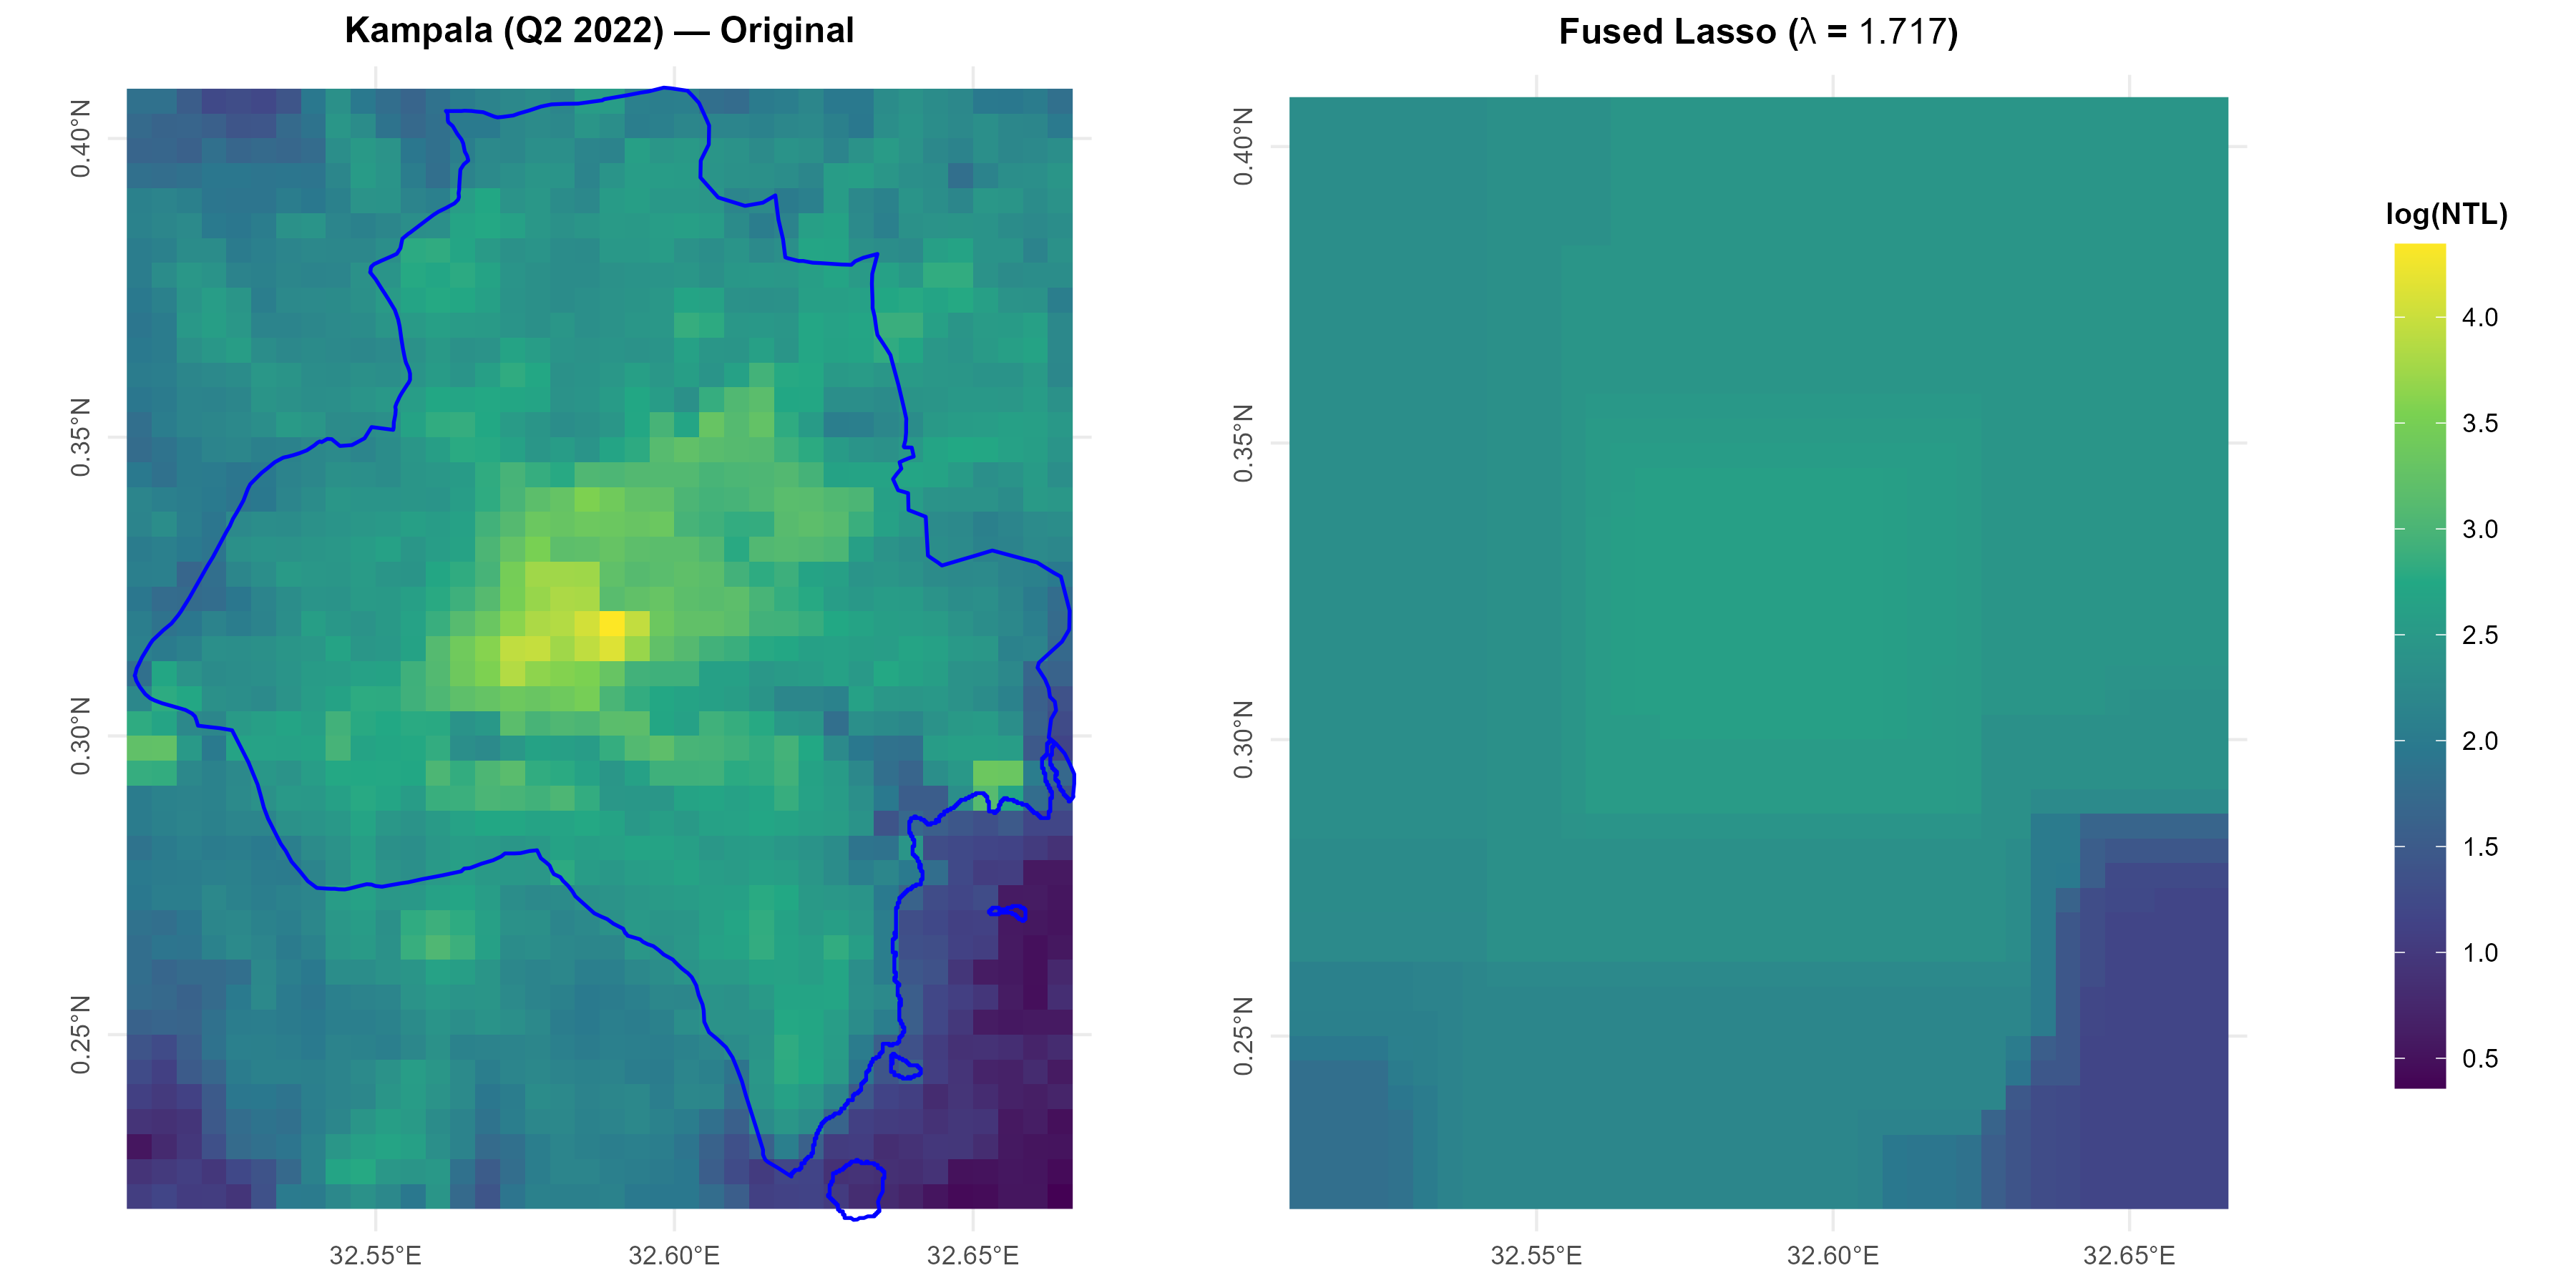 Kampala (Q2 2022) — Original
0.40°N
0.35°N
0.30°N
0.25°N
32.55°E
32.60°E
32.65°E
Fused Lasso (λ = 1.717)
0.40°N
0.35°N
0.30°N
0.25°N
32.55°E
32.60°E
32.65°E
log(NTL)
4.0
3.5
3.0
2.5
2.0
1.5
1.0
0.5